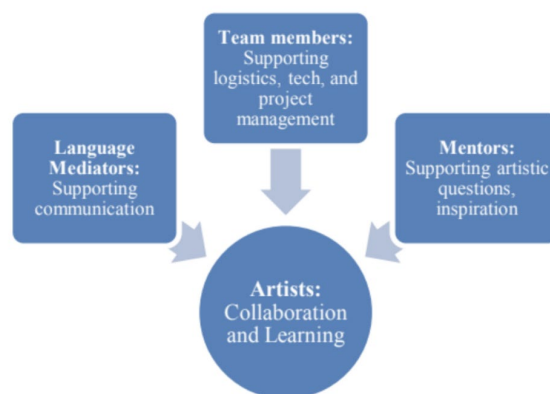 Team members:
Supporting
logistics, tech, and
project
management
Language
Mediators:
Supporting
communication
Mentors:
Supporting artistic
questions,
inspiration
Artists:
Collaboration
and Learning